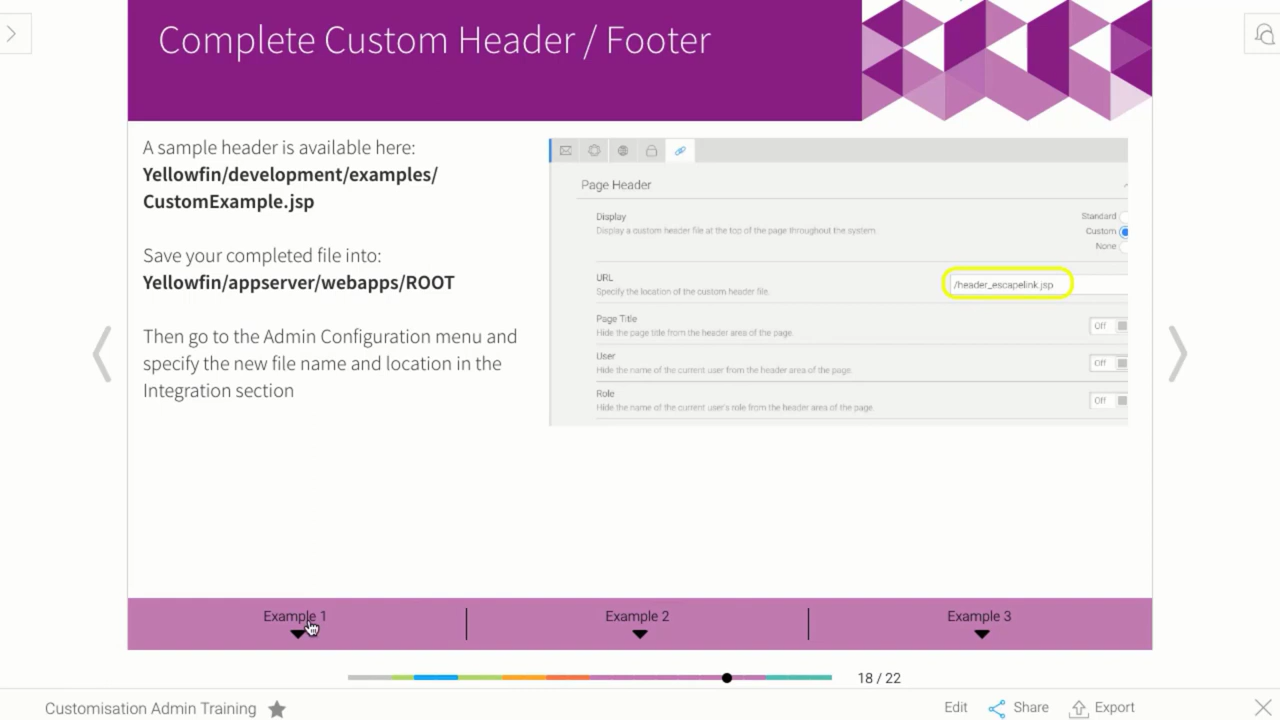 Complete Custom Header / Footer
A sample header is available here:
Yellowfin/development/examples/
CustomExample.jsp
Save your completed file into:
Yellowfin/appserver/webapps/ROOT
Then go to the Admin Configuration menu and
specify the new file name and location in the
Integration section
Page Header
Display
Display a custom header file at the top of the page throughout the system.
Standard
Custom
None
URL
Specify the location of the custom header file.
/header_escapelink.jsp
Page Title
Hide the page title from the header area of the page.
Off
User
Hide the name of the current user from the header area of the page.
Off
Role
Hide the name of the current user's role from the header area of the page.
Off
Example 1
Example 2
Example 3
18 / 22
Customisation Admin Training
Edit
Share
Export